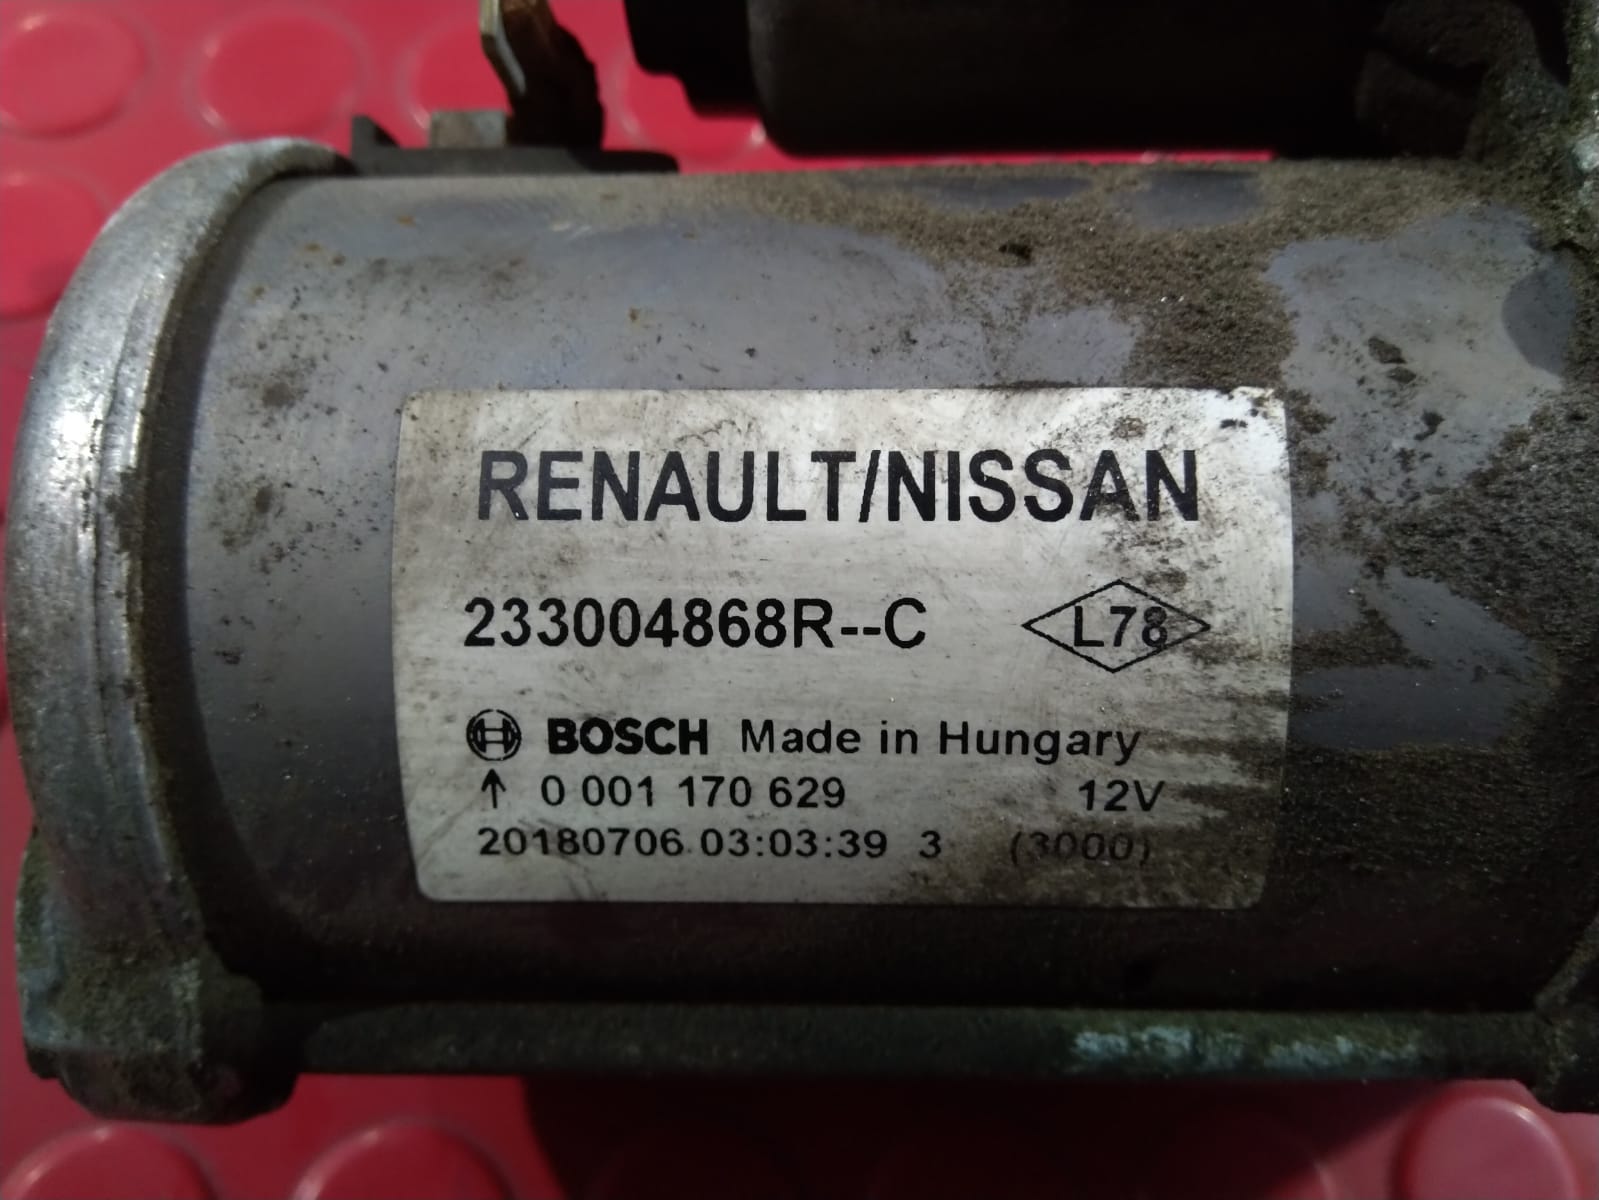 RENAULT/NISSAN
233004868R--C L78
BOSCH Made in Hungary
↑ 0 001 170 629 12V
20180706 03:03:39 3 (3000)